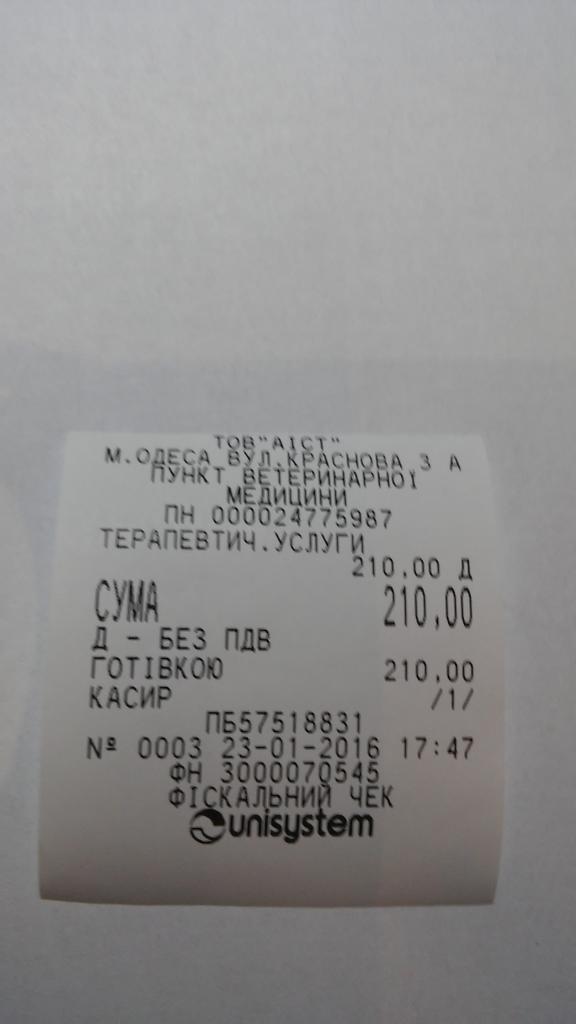 ТОВ"АІСТ"
М.ОДЕСА ВУЛ.КРАСНОВА 3 А
ПУНКТ ВЕТЕРИНАРНОЇ
МЕДИЦИНИ
ПН 000024775987
ТЕРАПЕВТИЧ.УСЛУГИ
210,00 Д
СУМА 210,00
Д - БЕЗ ПДВ
ГОТІВКОЮ 210,00
КАСИР /1/
ПБ57518831
№ 0003 23-01-2016 17:47
ФН 3000070545
ФІСКАЛЬНИЙ ЧЕК
unisystem